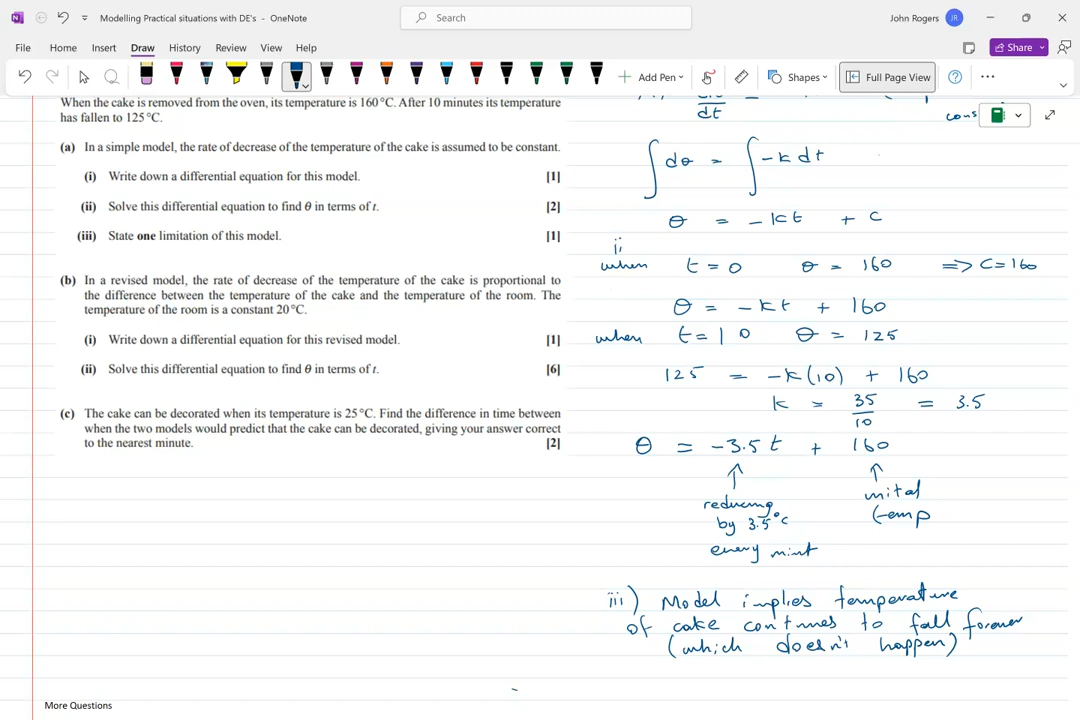 Modelling Practical situations with DE's - OneNote
Search
John Rogers
JR
File Home Insert Draw History Review View Help
Share
Add Pen
Shapes
Full Page View
When the cake is removed from the oven, its temperature is 160 °C. After 10 minutes its temperature
has fallen to 125 °C.
(a) In a simple model, the rate of decrease of the temperature of the cake is assumed to be constant.
(i) Write down a differential equation for this model. [1]
(ii) Solve this differential equation to find θ in terms of t. [2]
(iii) State one limitation of this model. [1]
(b) In a revised model, the rate of decrease of the temperature of the cake is proportional to
the difference between the temperature of the cake and the temperature of the room. The
temperature of the room is a constant 20 °C.
(i) Write down a differential equation for this revised model. [1]
(ii) Solve this differential equation to find θ in terms of t. [6]
(c) The cake can be decorated when its temperature is 25 °C. Find the difference in time between
when the two models would predict that the cake can be decorated, giving your answer correct
to the nearest minute. [2]
More Questions
dt
cons
∫ dθ = ∫ -k dt
θ = -kt + c
ii
when t = 0 θ = 160 => C = 160
θ = -kt + 160
when t = 10 θ = 125
125 = -k(10) + 160
k = 35/10 = 3.5
θ = -3.5t + 160
↑ ↑
reducing inital
by 3.5°c temp
every mint
iii) Model implies temperature
of cake contnues to fall forever
(which doesn't happen)